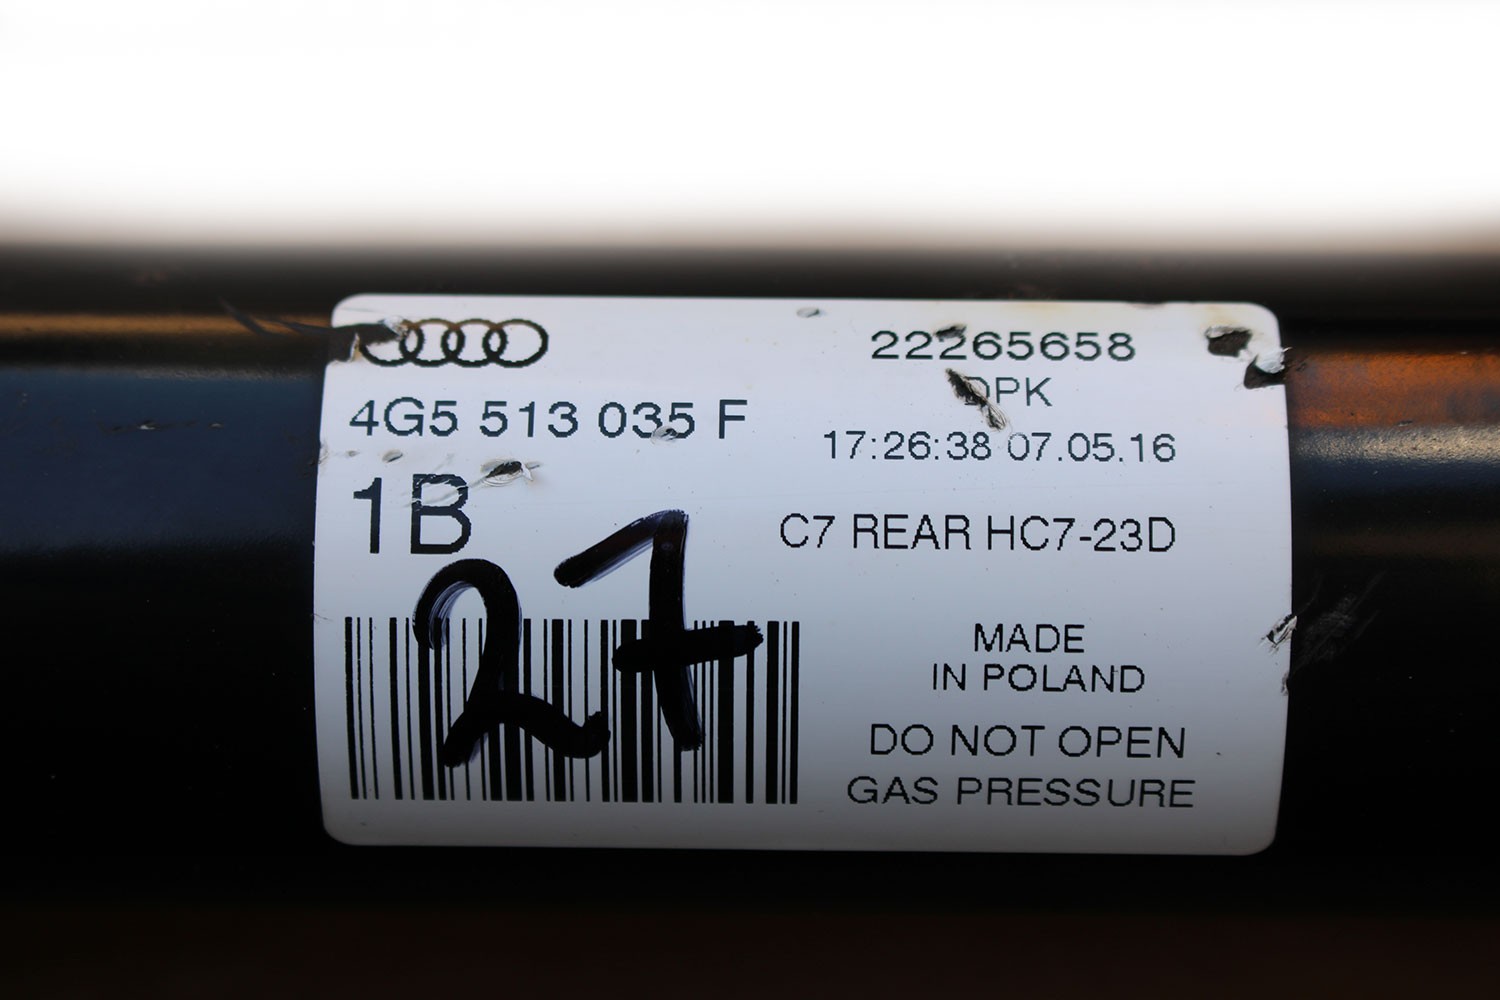 4G5 513 035 F
1B
27
22265658
DPK
17:26:38 07.05.16
C7 REAR HC7-23D
MADE
IN POLAND
DO NOT OPEN
GAS PRESSURE